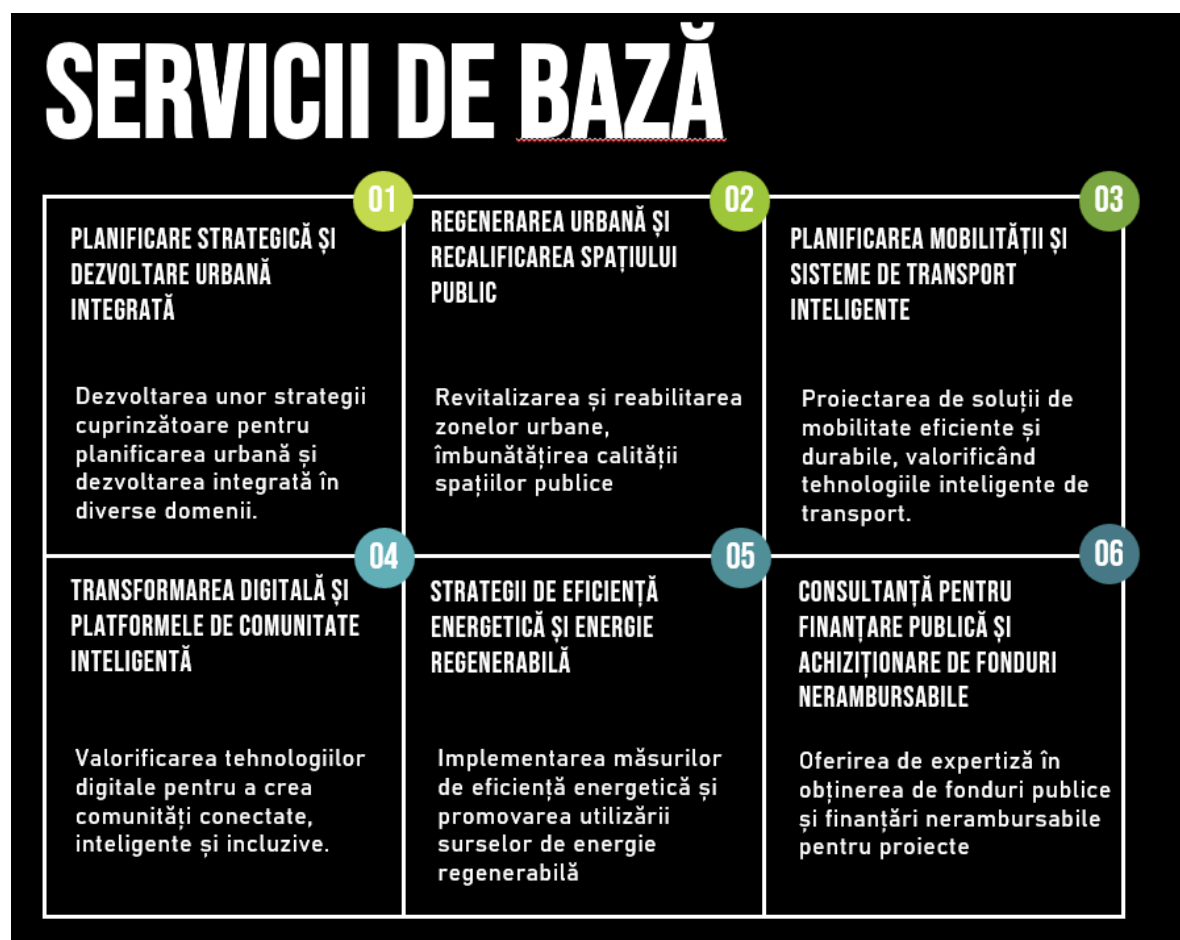 SERVICII DE BAZĂ
01
PLANIFICARE STRATEGICĂ ȘI
DEZVOLTARE URBANĂ
INTEGRATĂ
Dezvoltarea unor strategii
cuprinzătoare pentru
planificarea urbană și
dezvoltarea integrată în
diverse domenii.
02
REGENERAREA URBANĂ ȘI
RECALIFICAREA SPAȚIULUI
PUBLIC
Revitalizarea și reabilitarea
zonelor urbane,
îmbunătățirea calității
spațiilor publice
03
PLANIFICAREA MOBILITĂȚII ȘI
SISTEME DE TRANSPORT
INTELIGENTE
Proiectarea de soluții de
mobilitate eficiente și
durabile, valorificând
tehnologiile inteligente de
transport.
04
TRANSFORMAREA DIGITALĂ ȘI
PLATFORMELE DE COMUNITATE
INTELIGENTĂ
Valorificarea tehnologiilor
digitale pentru a crea
comunități conectate,
inteligente și incluzive.
05
STRATEGII DE EFICIENȚĂ
ENERGETICĂ ȘI ENERGIE
REGENERABILĂ
Implementarea măsurilor
de eficiență energetică și
promovarea utilizării
surselor de energie
regenerabilă
06
CONSULTANȚĂ PENTRU
FINANȚARE PUBLICĂ ȘI
ACHIZIȚIONARE DE FONDURI
NERAMBURSABILE
Oferirea de expertiză în
obținerea de fonduri publice
și finanțări nerambursabile
pentru proiecte